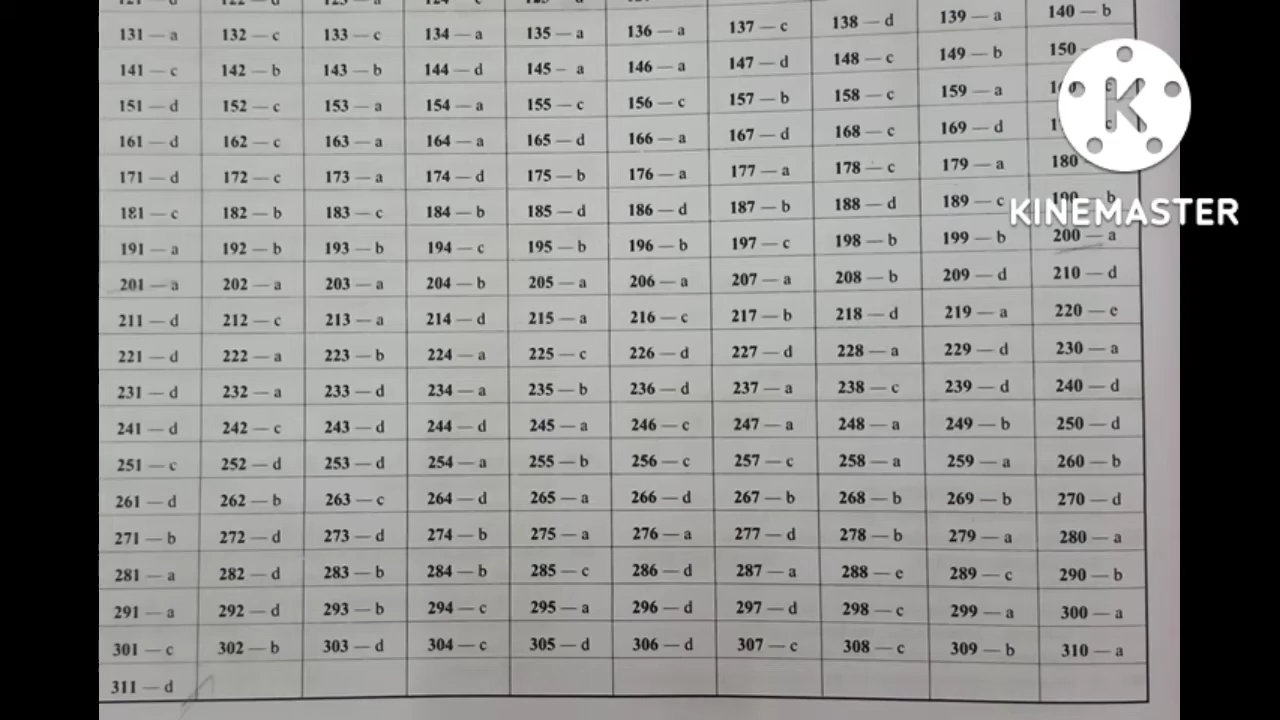 131 — a 132 — c 133 — c 134 — a 135 — a 136 — a 137 — c 138 — d 139 — a 140 — b
141 — c 142 — b 143 — b 144 — d 145 - a 146 — a 147 — d 148 — c 149 — b 150
151 — d 152 — c 153 — a 154 — a 155 — c 156 — c 157 — b 158 — c 159 — a
161 — d 162 — c 163 — a 164 — a 165 — d 166 — a 167 — d 168 — c 169 — d
171 — d 172 — c 173 — a 174 — d 175 — b 176 — a 177 — a 178 — c 179 — a 180
181 — c 182 — b 183 — c 184 — b 185 — d 186 — d 187 — b 188 — d 189 — c 190 — b
KINEMASTER
191 — a 192 — b 193 — b 194 — c 195 — b 196 — b 197 — c 198 — b 199 — b 200 — a
201 — a 202 — a 203 — a 204 — b 205 — a 206 — a 207 — a 208 — b 209 — d 210 — d
211 — d 212 — c 213 — a 214 — d 215 — a 216 — c 217 — b 218 — d 219 — a 220 — c
221 — d 222 — a 223 — b 224 — a 225 — c 226 — d 227 — d 228 — a 229 — d 230 — a
231 — d 232 — a 233 — d 234 — a 235 — b 236 — d 237 — a 238 — c 239 — d 240 — d
241 — d 242 — c 243 — d 244 — d 245 — a 246 — c 247 — a 248 — a 249 — b 250 — d
251 — c 252 — d 253 — d 254 — a 255 — b 256 — c 257 — c 258 — a 259 — a 260 — b
261 — d 262 — b 263 — c 264 — d 265 — a 266 — d 267 — b 268 — b 269 — b 270 — d
271 — b 272 — d 273 — d 274 — b 275 — a 276 — a 277 — d 278 — b 279 — a 280 — a
281 — a 282 — d 283 — b 284 — b 285 — c 286 — d 287 — a 288 — c 289 — c 290 — b
291 — a 292 — d 293 — b 294 — c 295 — a 296 — d 297 — d 298 — c 299 — a 300 — a
301 — c 302 — b 303 — d 304 — c 305 — d 306 — d 307 — c 308 — c 309 — b 310 — a
311 — d